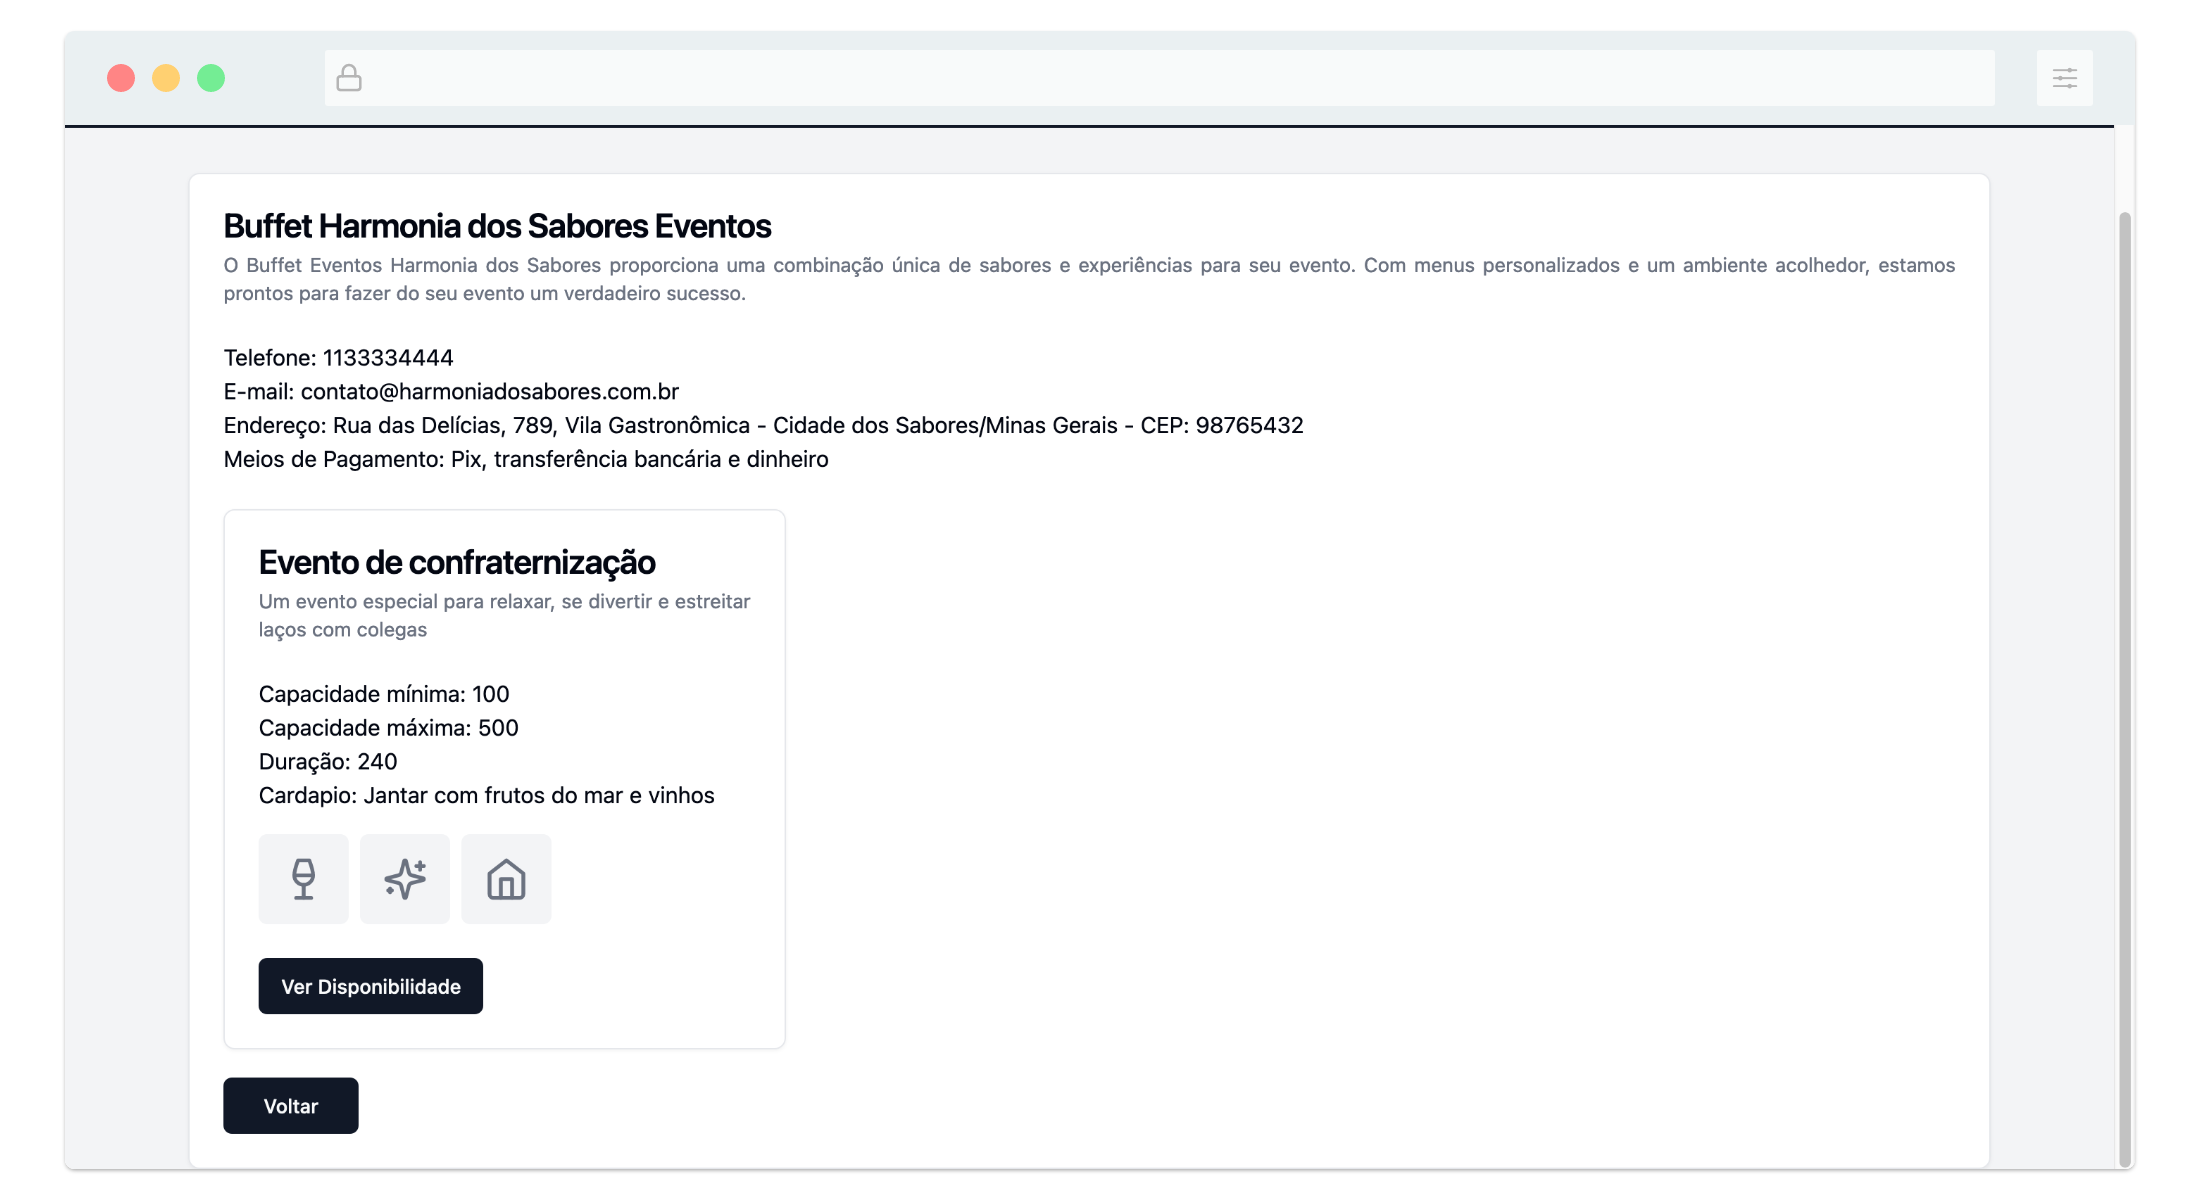 Buffet Harmonia dos Sabores Eventos
O Buffet Eventos Harmonia dos Sabores proporciona uma combinação única de sabores e experiências para seu evento. Com menus personalizados e um ambiente acolhedor, estamos
prontos para fazer do seu evento um verdadeiro sucesso.
Telefone: 1133334444
E-mail: contato@harmoniadosabores.com.br
Endereço: Rua das Delícias, 789, Vila Gastronômica - Cidade dos Sabores/Minas Gerais - CEP: 98765432
Meios de Pagamento: Pix, transferência bancária e dinheiro
Evento de confraternização
Um evento especial para relaxar, se divertir e estreitar
laços com colegas
Capacidade mínima: 100
Capacidade máxima: 500
Duração: 240
Cardapio: Jantar com frutos do mar e vinhos
Ver Disponibilidade
Voltar